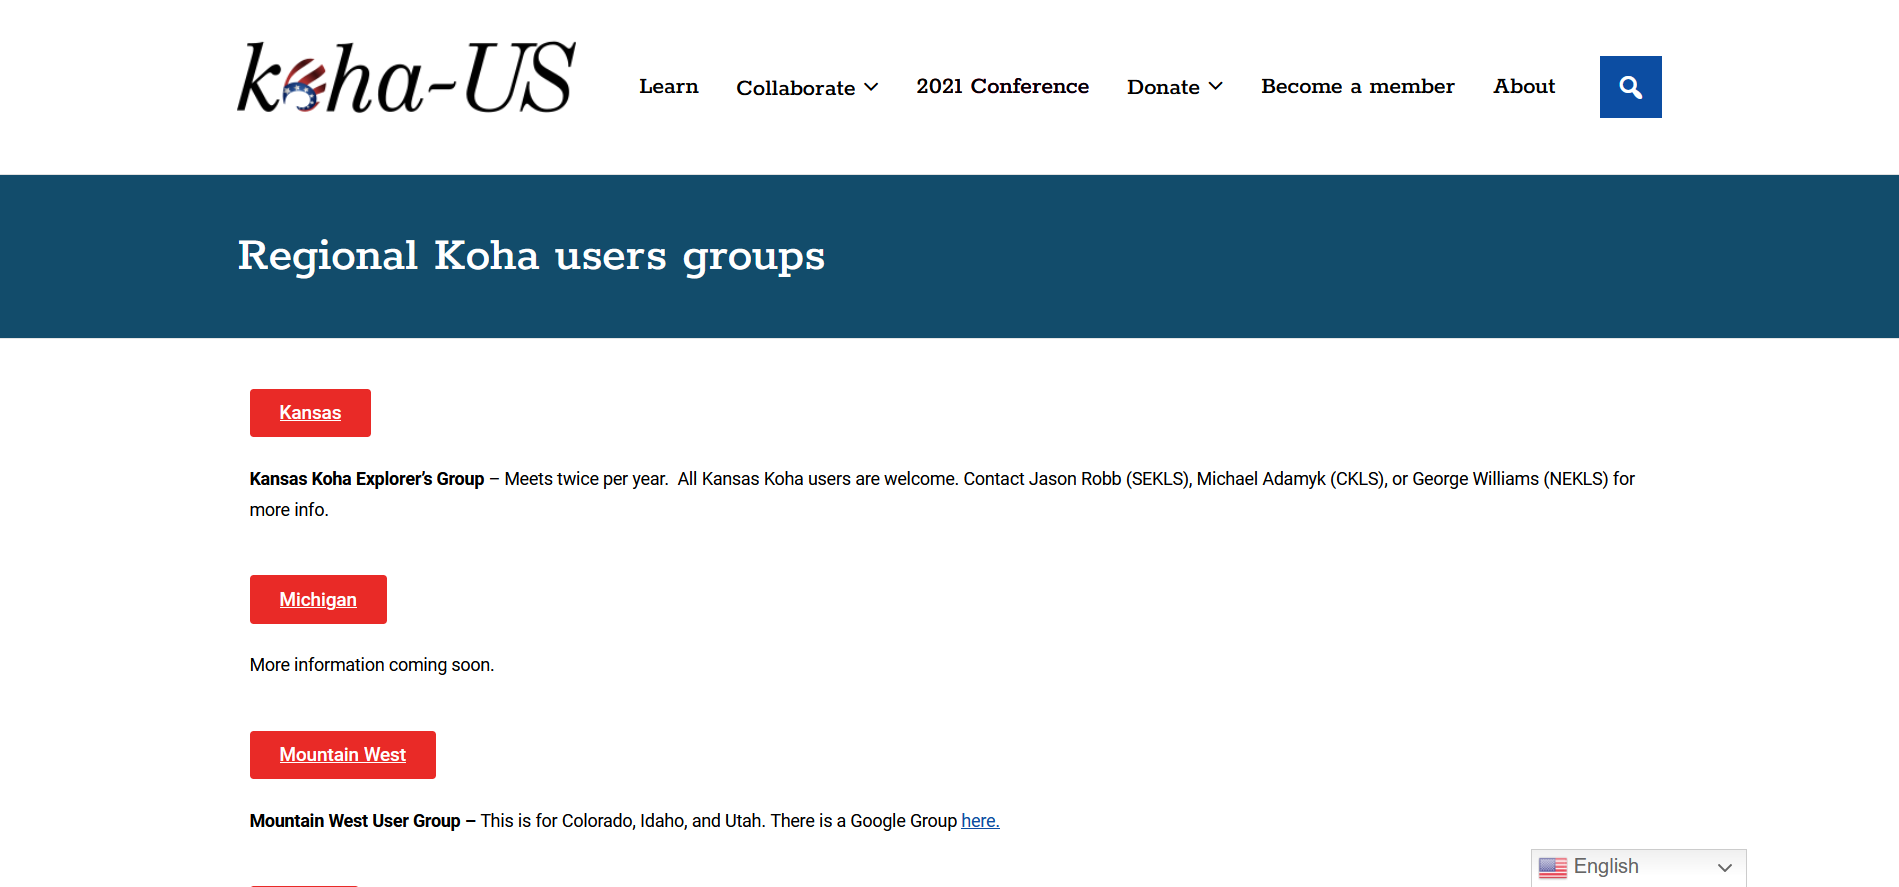 koha-US
Learn
Collaborate
2021 Conference
Donate
Become a member
About
Regional Koha users groups
Kansas
Kansas Koha Explorer’s Group – Meets twice per year.  All Kansas Koha users are welcome. Contact Jason Robb (SEKLS), Michael Adamyk (CKLS), or George Williams (NEKLS) for
more info.
Michigan
More information coming soon.
Mountain West
Mountain West User Group – This is for Colorado, Idaho, and Utah. There is a Google Group here.
English